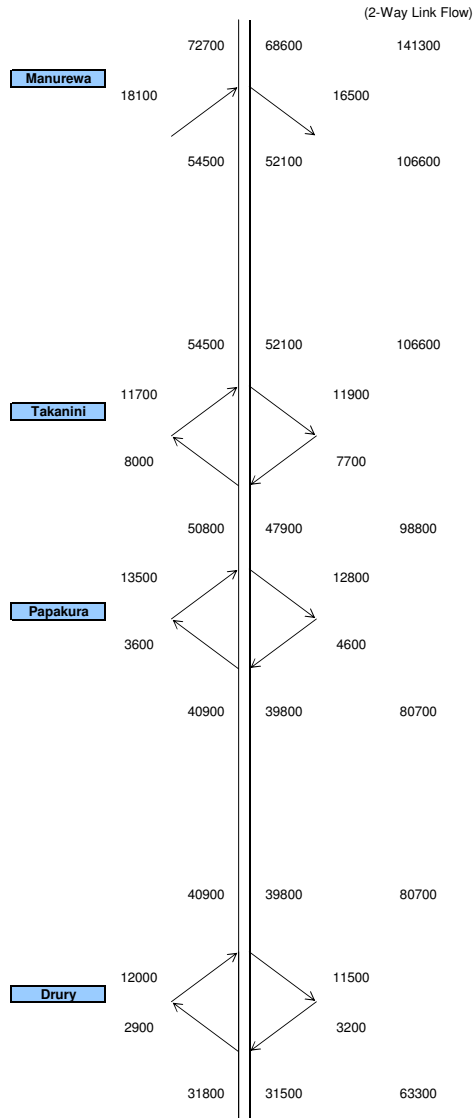 (2-Way Link Flow)
72700 68600 141300
Manurewa
18100 16500
54500 52100 106600
54500 52100 106600
11700 11900
Takanini
8000 7700
50800 47900 98800
13500 12800
Papakura
3600 4600
40900 39800 80700
40900 39800 80700
12000 11500
Drury
2900 3200
31800 31500 63300